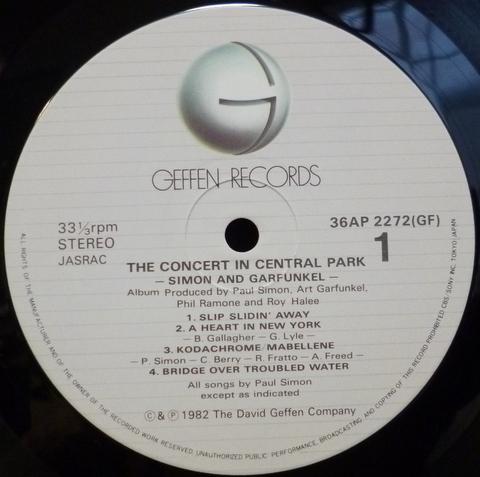 GEFFEN RECORDS
33 1/3rpm
STEREO
JASRAC
36AP 2272(GF)
1
THE CONCERT IN CENTRAL PARK
— SIMON AND GARFUNKEL —
Album Produced by Paul Simon, Art Garfunkel,
Phil Ramone and Roy Halee
1. SLIP SLIDIN' AWAY
2. A HEART IN NEW YORK
— B. Gallagher — G. Lyle —
3. KODACHROME/MABELLENE
— P. Simon — C. Berry — R. Fratto — A. Freed —
4. BRIDGE OVER TROUBLED WATER
All songs by Paul Simon
except as indicated
©&℗ 1982 The David Geffen Company
ALL RIGHTS OF THE MANUFACTURER AND OF THE OWNER OF THE RECORDED WORK RESERVED. UNAUTHORIZED PUBLIC PERFORMANCE, BROADCASTING AND COPYING OF THIS RECORD PROHIBITED CBS/SONY INC. TOKYO JAPAN